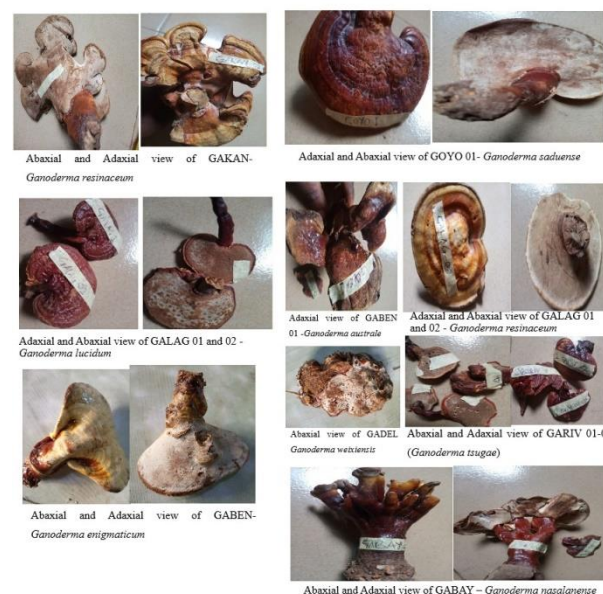 Abaxial and Adaxial view of GAKAN-
Ganoderma resinaceum
Adaxial and Abaxial view of GOYO 01- Ganoderma saduense
Adaxial and Abaxial view of GALAG 01 and 02 -
Ganoderma lucidum
Adaxial view of GABEN
01 -Ganoderma australe
Adaxial and Abaxial view of GALAG 01
and 02 - Ganoderma resinaceum
Abaxial view of GADEL
Ganoderma weixiensis
Abaxial and Adaxial view of GARIV 01-0
(Ganoderma tsugae)
Abaxial and Adaxial view of GABEN-
Ganoderma enigmaticum
GABAY
Abaxial and Adaxial view of GABAY – Ganoderma nasalanense